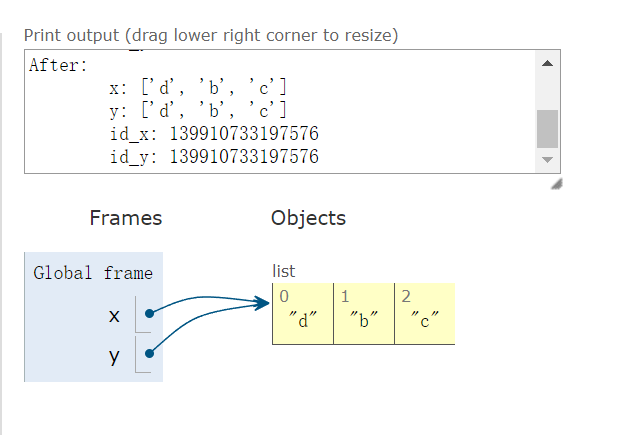 Print output (drag lower right corner to resize)
After:
x: ['d', 'b', 'c']
y: ['d', 'b', 'c']
id_x: 139910733197576
id_y: 139910733197576
Frames
Objects
Global frame
x
y
list
0 1 2
"d" "b" "c"